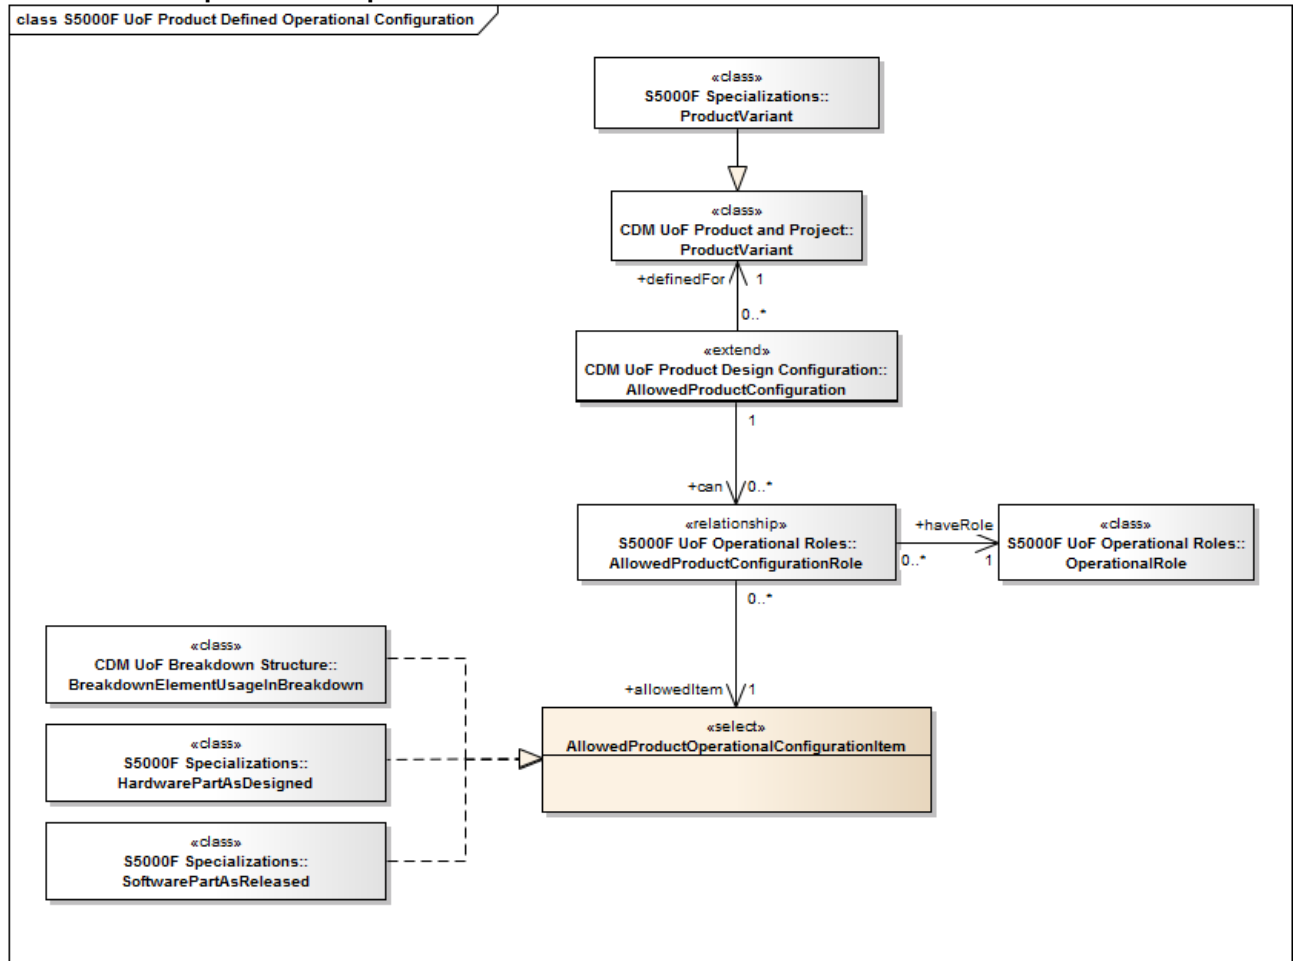 class S5000F UoF Product Defined Operational Configuration
«class»
S5000F Specializations::
ProductVariant
«class»
CDM UoF Product and Project::
ProductVariant
+definedFor
1
0..*
«extend»
CDM UoF Product Design Configuration::
AllowedProductConfiguration
1
+can
0..*
«relationship»
S5000F UoF Operational Roles::
AllowedProductConfigurationRole
+haveRole
0..*
1
«class»
S5000F UoF Operational Roles::
OperationalRole
0..*
+allowedItem
1
«class»
CDM UoF Breakdown Structure::
BreakdownElementUsageInBreakdown
«class»
S5000F Specializations::
HardwarePartAsDesigned
«class»
S5000F Specializations::
SoftwarePartAsReleased
«select»
AllowedProductOperationalConfigurationItem